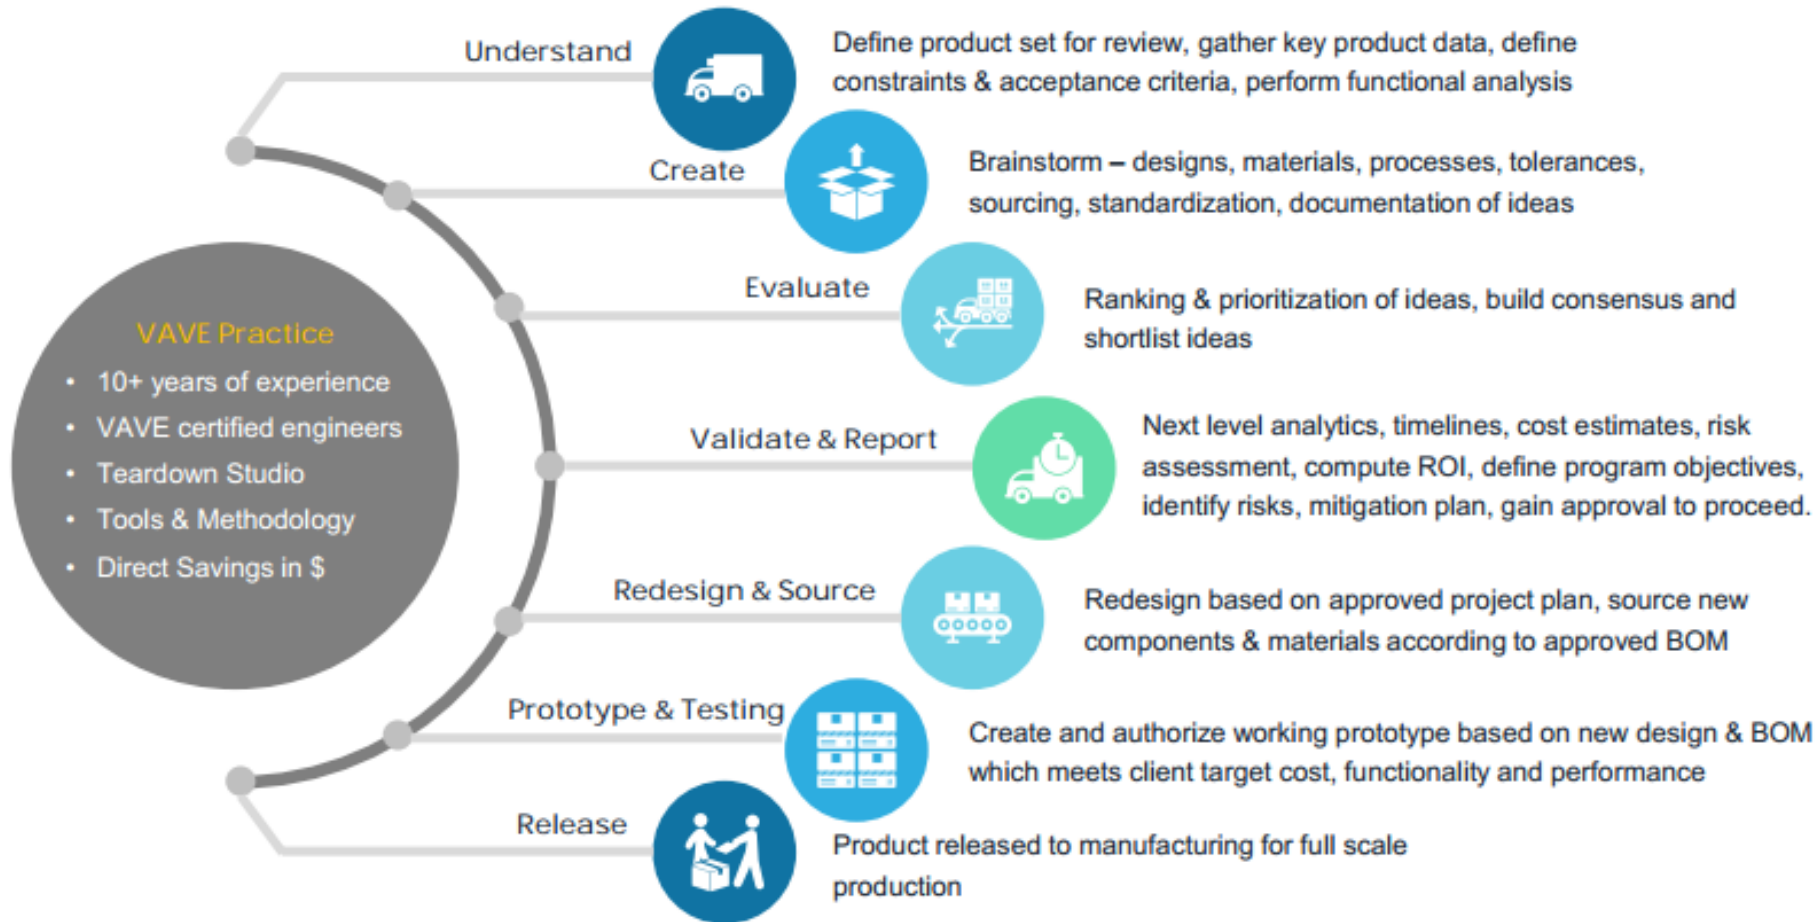 Understand
Define product set for review, gather key product data, define
constraints & acceptance criteria, perform functional analysis
Create
Brainstorm – designs, materials, processes, tolerances,
sourcing, standardization, documentation of ideas
Evaluate
Ranking & prioritization of ideas, build consensus and
shortlist ideas
VAVE Practice
• 10+ years of experience
• VAVE certified engineers
• Teardown Studio
• Tools & Methodology
• Direct Savings in $
Validate & Report
Next level analytics, timelines, cost estimates, risk
assessment, compute ROI, define program objectives,
identify risks, mitigation plan, gain approval to proceed.
Redesign & Source
Redesign based on approved project plan, source new
components & materials according to approved BOM
Prototype & Testing
Create and authorize working prototype based on new design & BOM
which meets client target cost, functionality and performance
Release
Product released to manufacturing for full scale
production